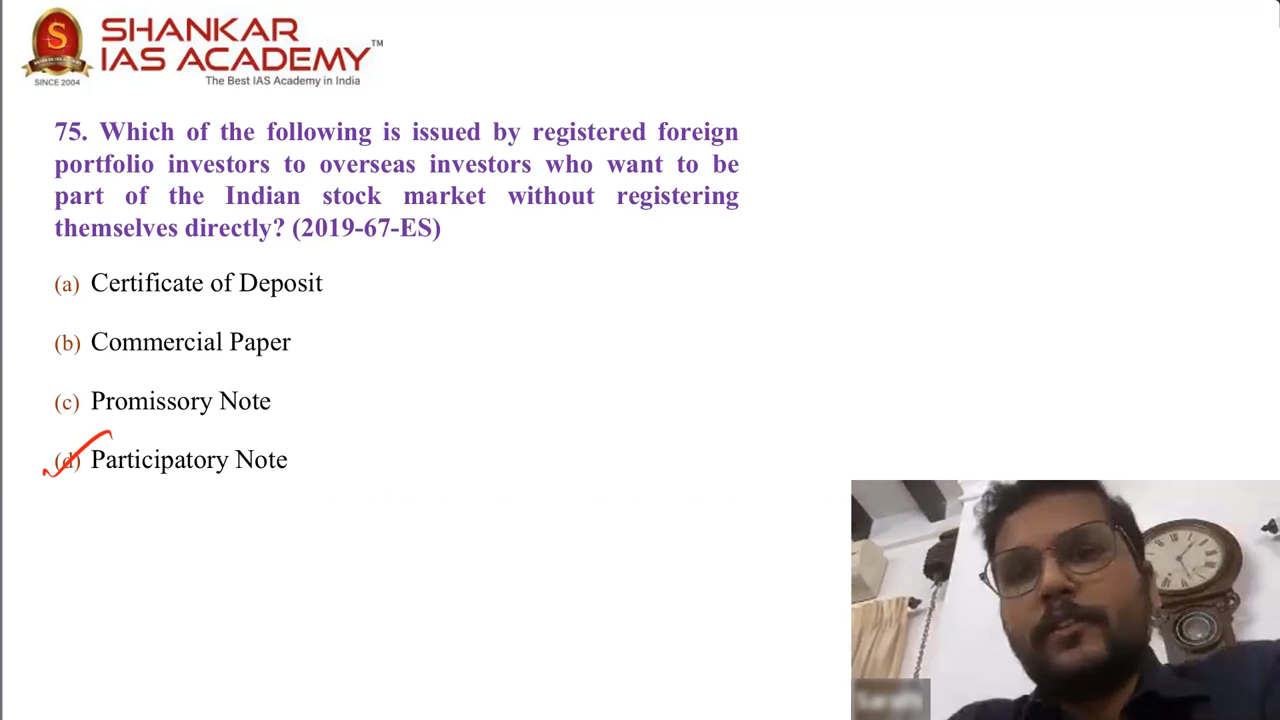 SHANKAR
IAS ACADEMY™
The Best IAS Academy in India
SINCE 2004
75. Which of the following is issued by registered foreign
portfolio investors to overseas investors who want to be
part of the Indian stock market without registering
themselves directly? (2019-67-ES)
(a) Certificate of Deposit
(b) Commercial Paper
(c) Promissory Note
(d) Participatory Note